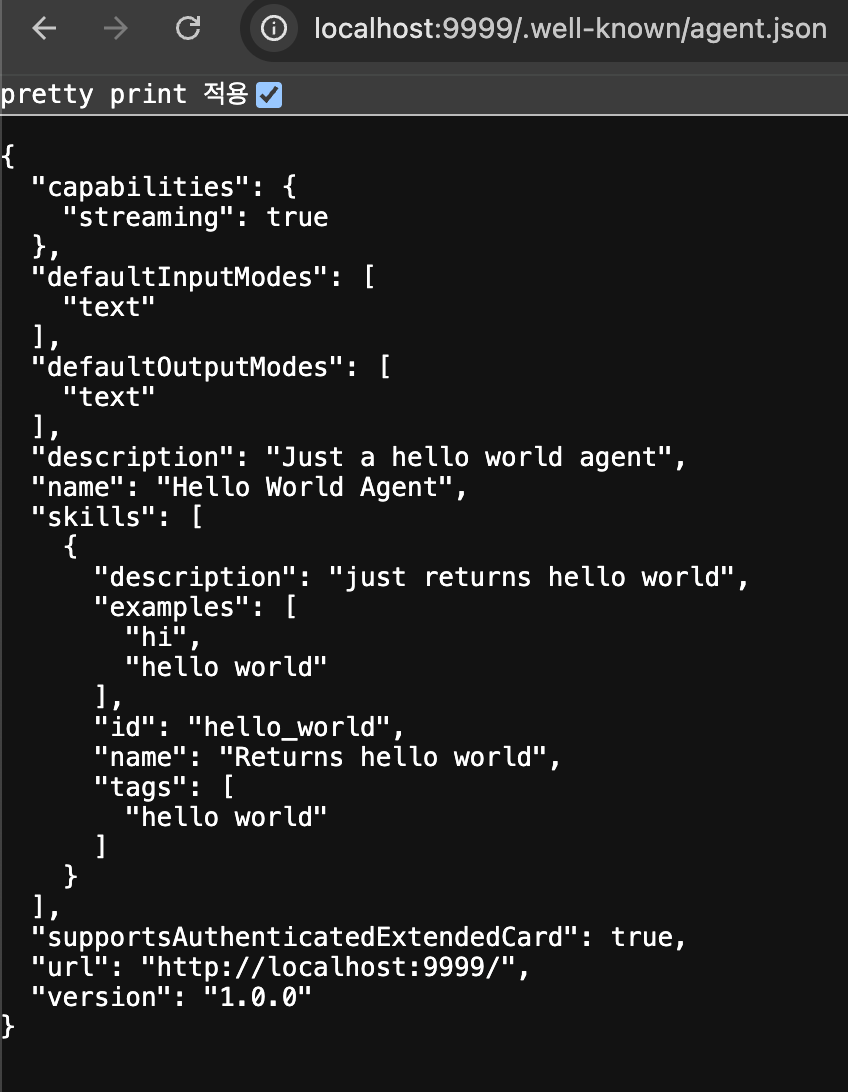 localhost:9999/.well-known/agent.json
pretty print 적용
{
  "capabilities": {
    "streaming": true
  },
  "defaultInputModes": [
    "text"
  ],
  "defaultOutputModes": [
    "text"
  ],
  "description": "Just a hello world agent",
  "name": "Hello World Agent",
  "skills": [
    {
      "description": "just returns hello world",
      "examples": [
        "hi",
        "hello world"
      ],
      "id": "hello_world",
      "name": "Returns hello world",
      "tags": [
        "hello world"
      ]
    }
  ],
  "supportsAuthenticatedExtendedCard": true,
  "url": "http://localhost:9999/",
  "version": "1.0.0"
}